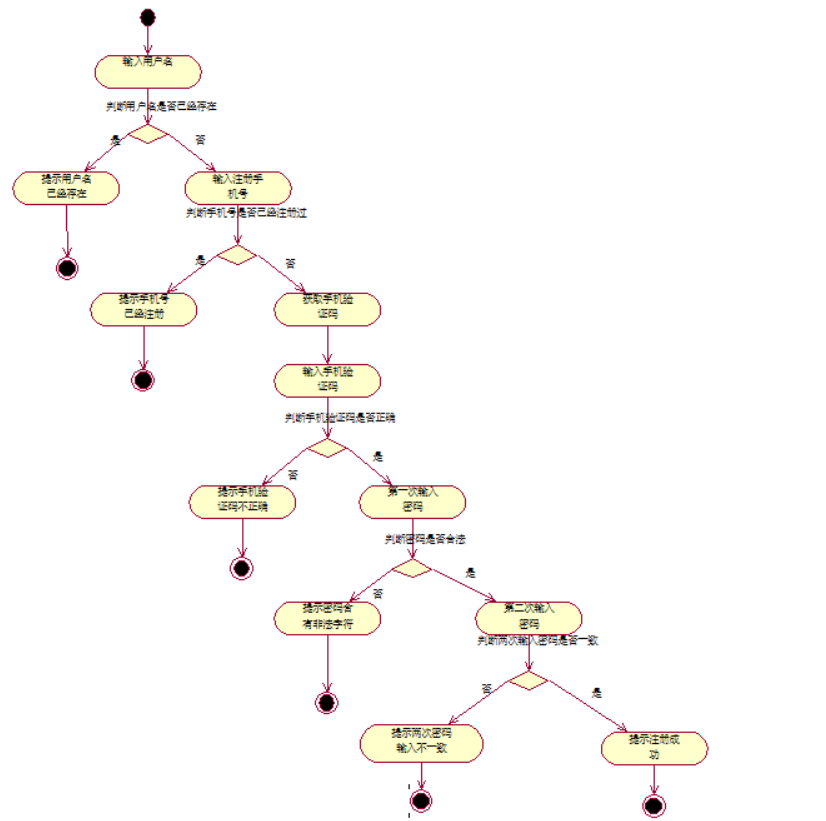 输入用户名
判断用户名是否已经存在
是
否
提示用户名
已经存在
输入注册手
机号
判断手机号是否已经注册过
是
否
提示手机号
已经注册
获取手机验
证码
输入手机验
证码
判断手机验证码是否正确
否
是
提示手机验
证码不正确
第一次输入
密码
判断密码是否合法
否
是
提示密码含
有非法字符
第二次输入
密码
判断两次输入密码是否一致
否
是
提示两次密码
输入不一致
提示注册成
功